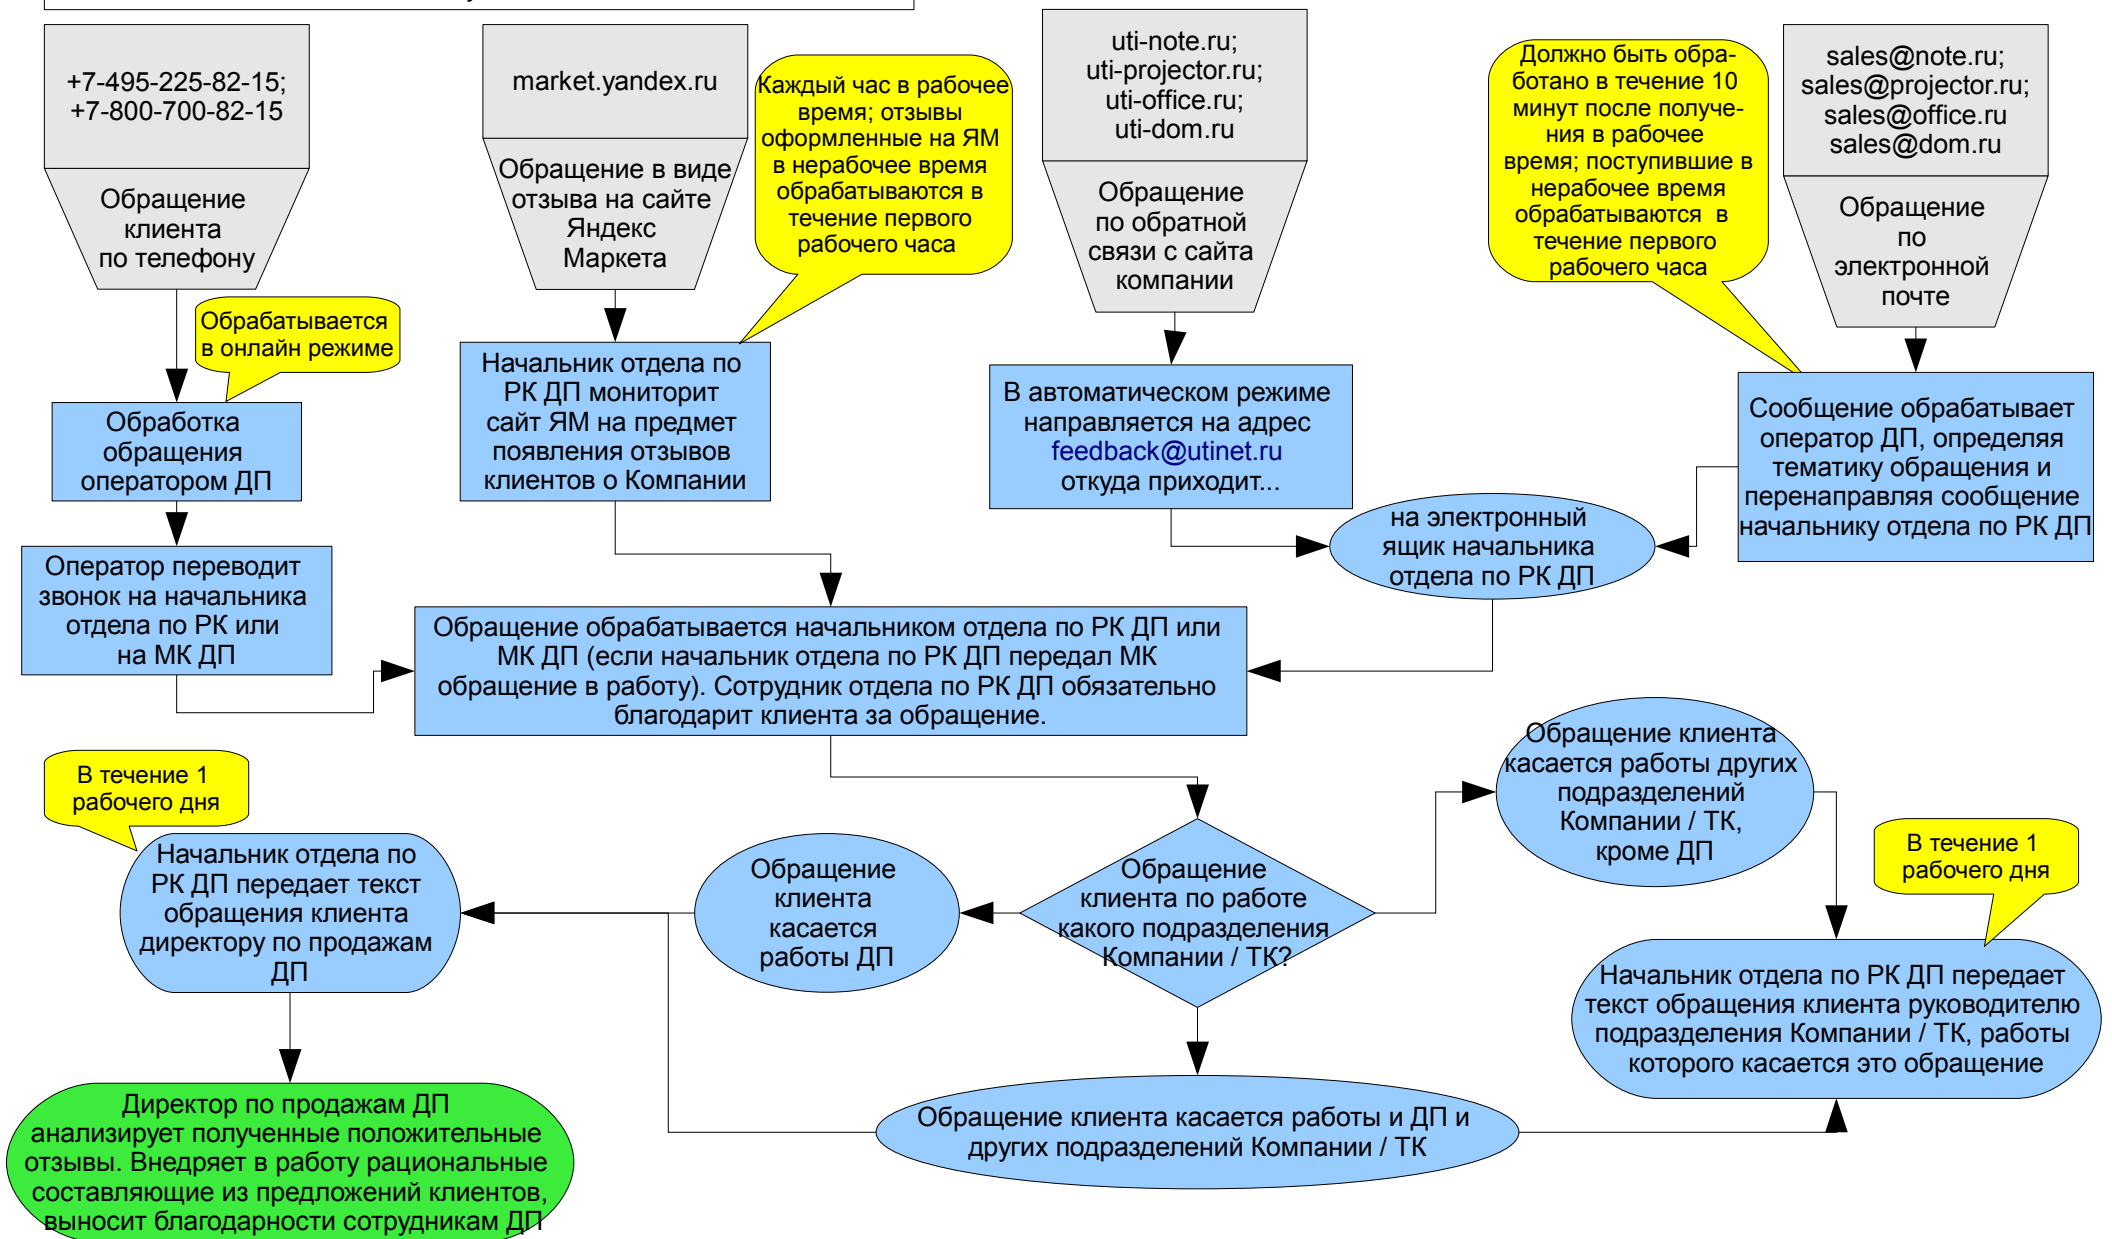 +7-495-225-82-15;
+7-800-700-82-15
Обращение
клиента
по телефону
market.yandex.ru
Обращение в виде
отзыва на сайте
Яндекс
Маркета
Каждый час в рабочее
время; отзывы
оформленные на ЯМ
в нерабочее время
обрабатываются в
течение первого
рабочего часа
uti-note.ru;
uti-projector.ru;
uti-office.ru;
uti-dom.ru
Обращение
по обратной
связи с сайта
компании
Должно быть обра-
ботано в течение 10
минут после получе-
ния в рабочее
время; поступившие в
нерабочее время
обрабатываются в
течение первого
рабочего часа
sales@note.ru;
sales@projector.ru;
sales@office.ru
sales@dom.ru
Обращение
по
электронной
почте
Обрабатывается
в онлайн режиме
Обработка
обращения
оператором ДП
Начальник отдела по
РК ДП мониторит
сайт ЯМ на предмет
появления отзывов
клиентов о Компании
В автоматическом режиме
направляется на адрес
feedback@utinet.ru
откуда приходит...
Сообщение обрабатывает
оператор ДП, определяя
тематику обращения и
перенаправляя сообщение
начальнику отдела по РК ДП
на электронный
ящик начальника
отдела по РК ДП
Оператор переводит
звонок на начальника
отдела по РК или
на МК ДП
Обращение обрабатывается начальником отдела по РК ДП или
МК ДП (если начальник отдела по РК ДП передал МК
обращение в работу). Сотрудник отдела по РК ДП обязательно
благодарит клиента за обращение.
В течение 1
рабочего дня
Начальник отдела по
РК ДП передает текст
обращения клиента
директору по продажам
ДП
Обращение
клиента
касается
работы ДП
Обращение
клиента по работе
какого подразделения
Компании / ТК?
Обращение клиента
касается работы других
подразделений
Компании / ТК,
кроме ДП
В течение 1
рабочего дня
Начальник отдела по РК ДП передает
текст обращения клиента руководителю
подразделения Компании / ТК, работы
которого касается это обращение
Директор по продажам ДП
анализирует полученные положительные
отзывы. Внедряет в работу рациональные
составляющие из предложений клиентов,
выносит благодарности сотрудникам ДП
Обращение клиента касается работы и ДП и
других подразделений Компании / ТК